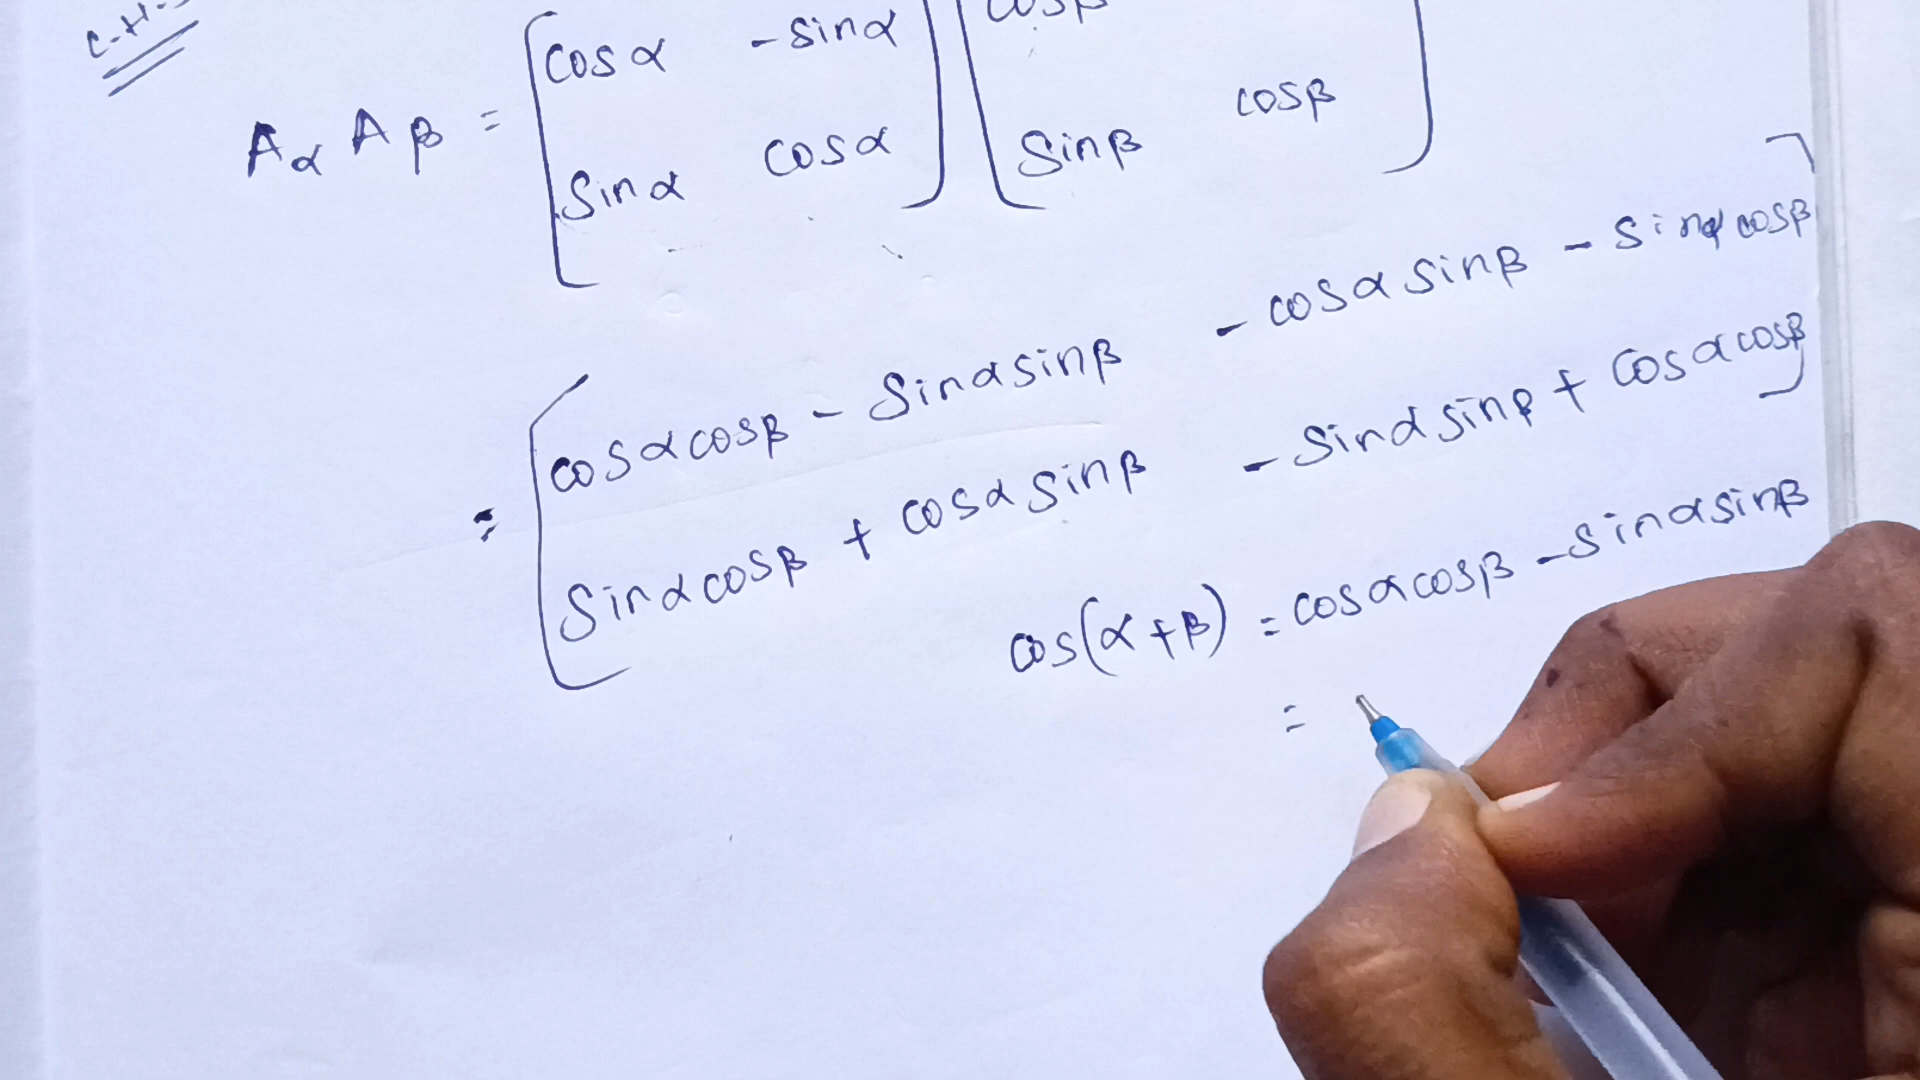 cosα -sinα cosβ
AαAβ =
sinα cosα sinβ cosβ
cosαcosβ - sinαsinβ - cosαsinβ - sinαcosβ
=
sinαcosβ + cosαsinβ - sinαsinβ + cosαcosβ
cos(α+β) = cosαcosβ - sinαsinβ
=